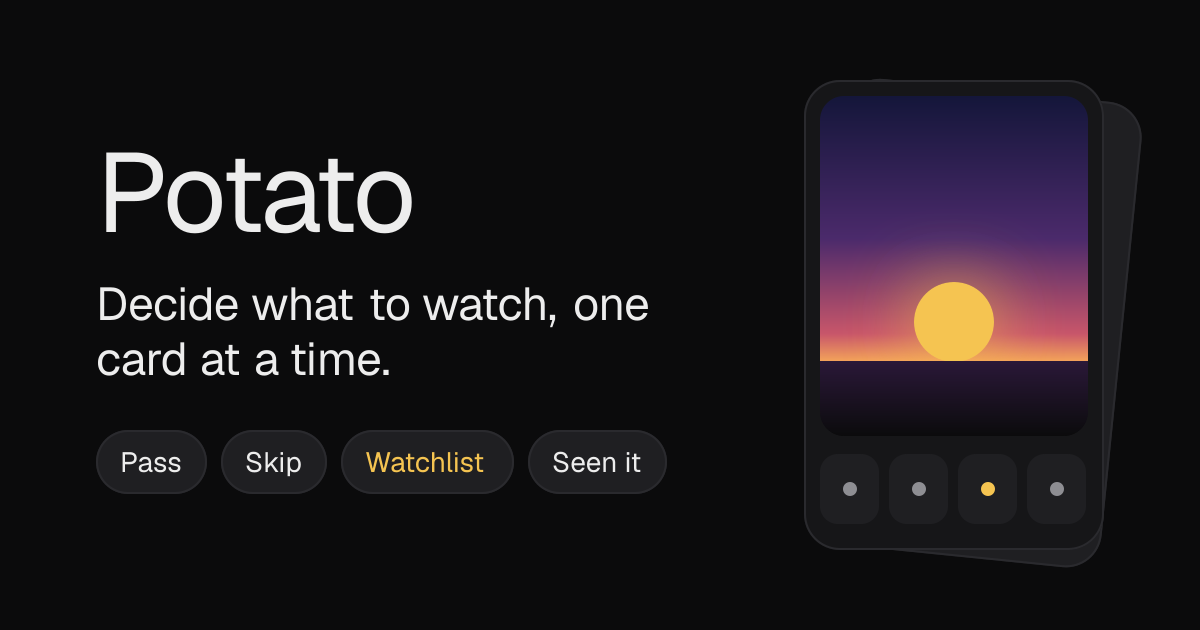 Potato
Decide what to watch, one
card at a time.
Pass
Skip
Watchlist
Seen it